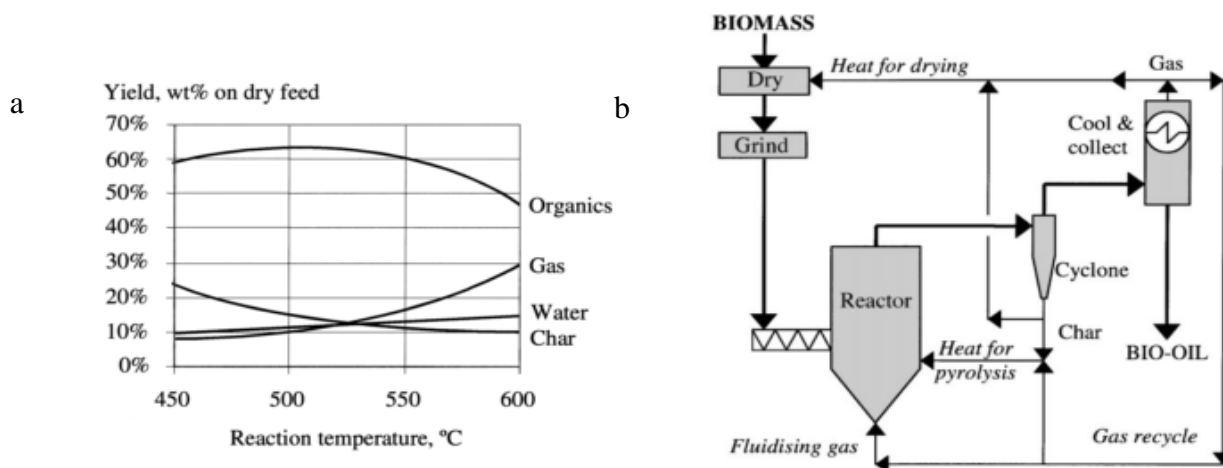 a
Yield, wt% on dry feed
70%
60%
50%
40%
30%
20%
10%
0%
Organics
Gas
Water
Char
450
500
550
600
Reaction temperature, ºC
b
BIOMASS
Dry
Heat for drying
Gas
Grind
Cool &
collect
Cyclone
Reactor
Char
Heat for
pyrolysis
BIO-OIL
Fluidising gas
Gas recycle